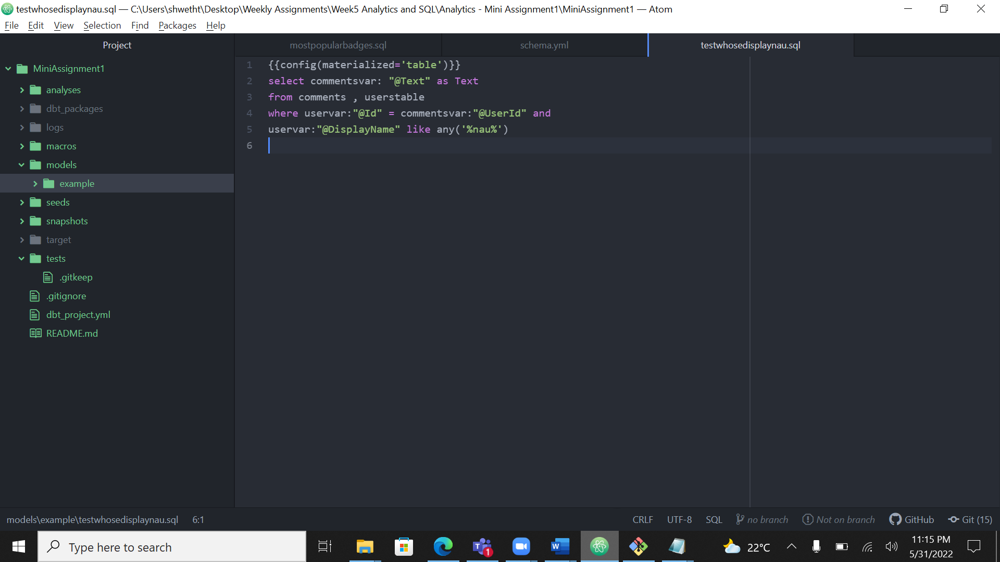 testwhosedisplaynau.sql — C:\Users\shwetht\Desktop\Weekly Assignments\Week5 Analytics and SQL\Analytics - Mini Assignment1\MiniAssignment1 — Atom
File Edit View Selection Find Packages Help
Project
mostpopularbadges.sql
schema.yml
testwhosedisplaynau.sql
MiniAssignment1
analyses
dbt_packages
logs
macros
models
example
seeds
snapshots
target
tests
.gitkeep
.gitignore
dbt_project.yml
README.md
1 {{config(materialized='table')}}
2 select commentsvar: "@Text" as Text
3 from comments , userstable
4 where uservar:"@Id" = commentsvar:"@UserId" and
5 uservar:"@DisplayName" like any('%nau%')
6
models\example\testwhosedisplaynau.sql 6:1
CRLF UTF-8 SQL no branch Not on branch GitHub Git (15)
Type here to search
1
22°C
11:15 PM
5/31/2022